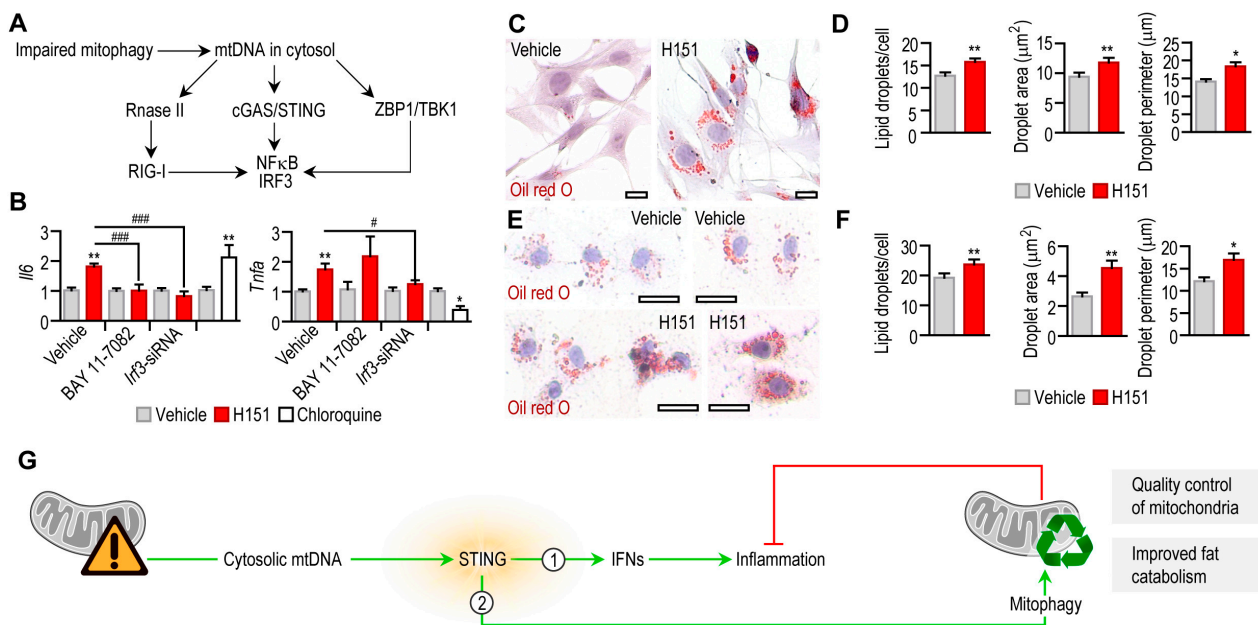 A
Impaired mitophagy
mtDNA in cytosol
Rnase II
cGAS/STING
ZBP1/TBK1
RIG-I
NFκB
IRF3
B
Il6
3
2
1
0
###
###
**
**
Vehicle
BAY 11-7082
Irf3-siRNA
Tnfa
3
2
1
0
#
**
*
Vehicle
BAY 11-7082
Irf3-siRNA
Vehicle
H151
Chloroquine
C
Vehicle
H151
Oil red O
D
Lipid droplets/cell
20
15
10
5
0
**
Droplet area (μm²)
15
10
5
0
**
Droplet perimeter (μm)
25
20
15
10
5
0
*
Vehicle
H151
E
Vehicle
Vehicle
Oil red O
H151
H151
Oil red O
F
Lipid droplets/cell
30
20
10
0
**
Droplet area (μm²)
6
4
2
0
**
Droplet perimeter (μm)
20
15
10
5
0
*
Vehicle
H151
G
Cytosolic mtDNA
STING
1
IFNs
Inflammation
2
Mitophagy
Quality control
of mitochondria
Improved fat
catabolism